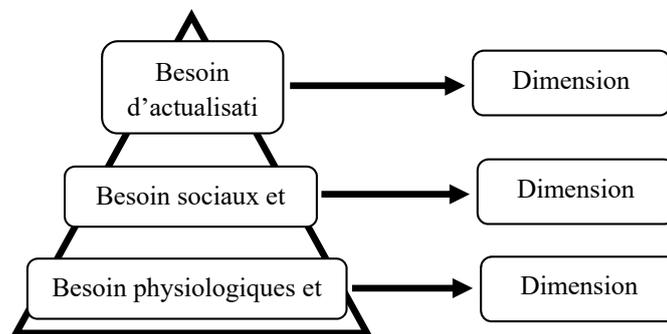 Besoin
d’actualisati
Dimension
Besoin sociaux et
Dimension
Besoin physiologiques et
Dimension